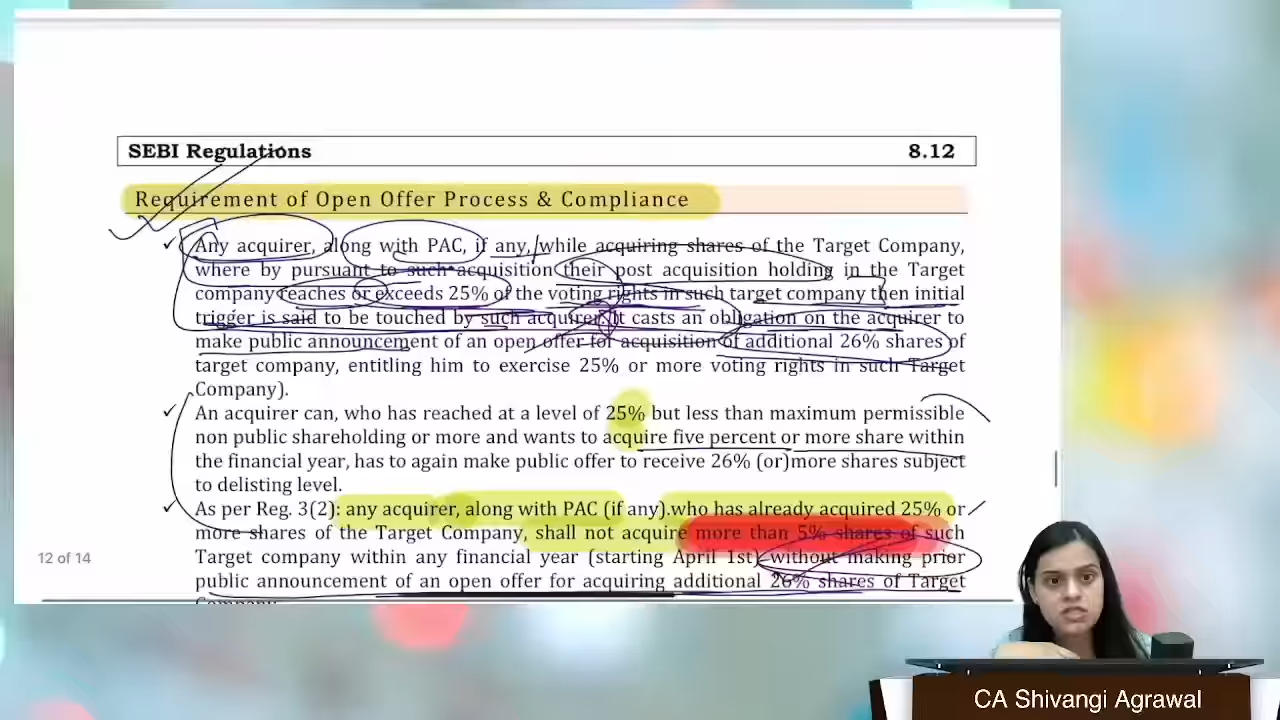 SEBI Regulations 8.12
Requirement of Open Offer Process & Compliance
✓ Any acquirer, along with PAC, if any, while acquiring shares of the Target Company,
where by pursuant to such acquisition their post acquisition holding in the Target
company reaches or exceeds 25% of the voting rights in such target company then initial
trigger is said to be touched by such acquirer. It casts an obligation on the acquirer to
make public announcement of an open offer for acquisition of additional 26% shares of
target company, entitling him to exercise 25% or more voting rights in such Target
Company).
✓ An acquirer can, who has reached at a level of 25% but less than maximum permissible
non public shareholding or more and wants to acquire five percent or more share within
the financial year, has to again make public offer to receive 26% (or)more shares subject
to delisting level.
✓ As per Reg. 3(2): any acquirer, along with PAC (if any).who has already acquired 25% or
more shares of the Target Company, shall not acquire more than 5% shares of such
Target company within any financial year (starting April 1st) without making prior
public announcement of an open offer for acquiring additional 26% shares of Target
12 of 14
CA Shivangi Agrawal